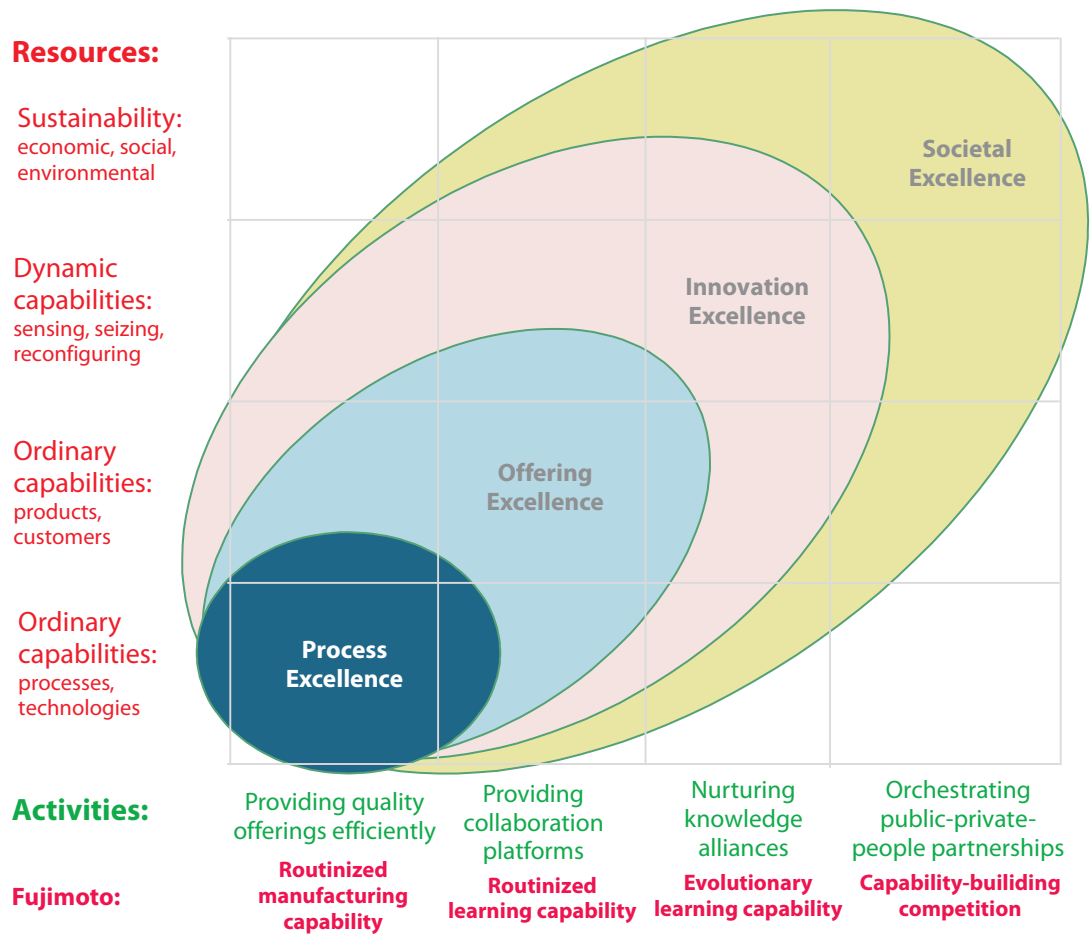 Resources:
Sustainability:
economic, social,
environmental
Societal
Excellence
Dynamic
capabilities:
sensing, seizing,
reconfiguring
Innovation
Excellence
Ordinary
capabilities:
products,
customers
Offering
Excellence
Ordinary
capabilities:
processes,
technologies
Process
Excellence
Activities:
Providing quality
offerings efficiently
Providing
collaboration
platforms
Nurturing
knowledge
alliances
Orchestrating
public-private-
people partnerships
Fujimoto:
Routinized
manufacturing
capability
Routinized
learning capability
Evolutionary
learning capability
Capability-builiding
competition